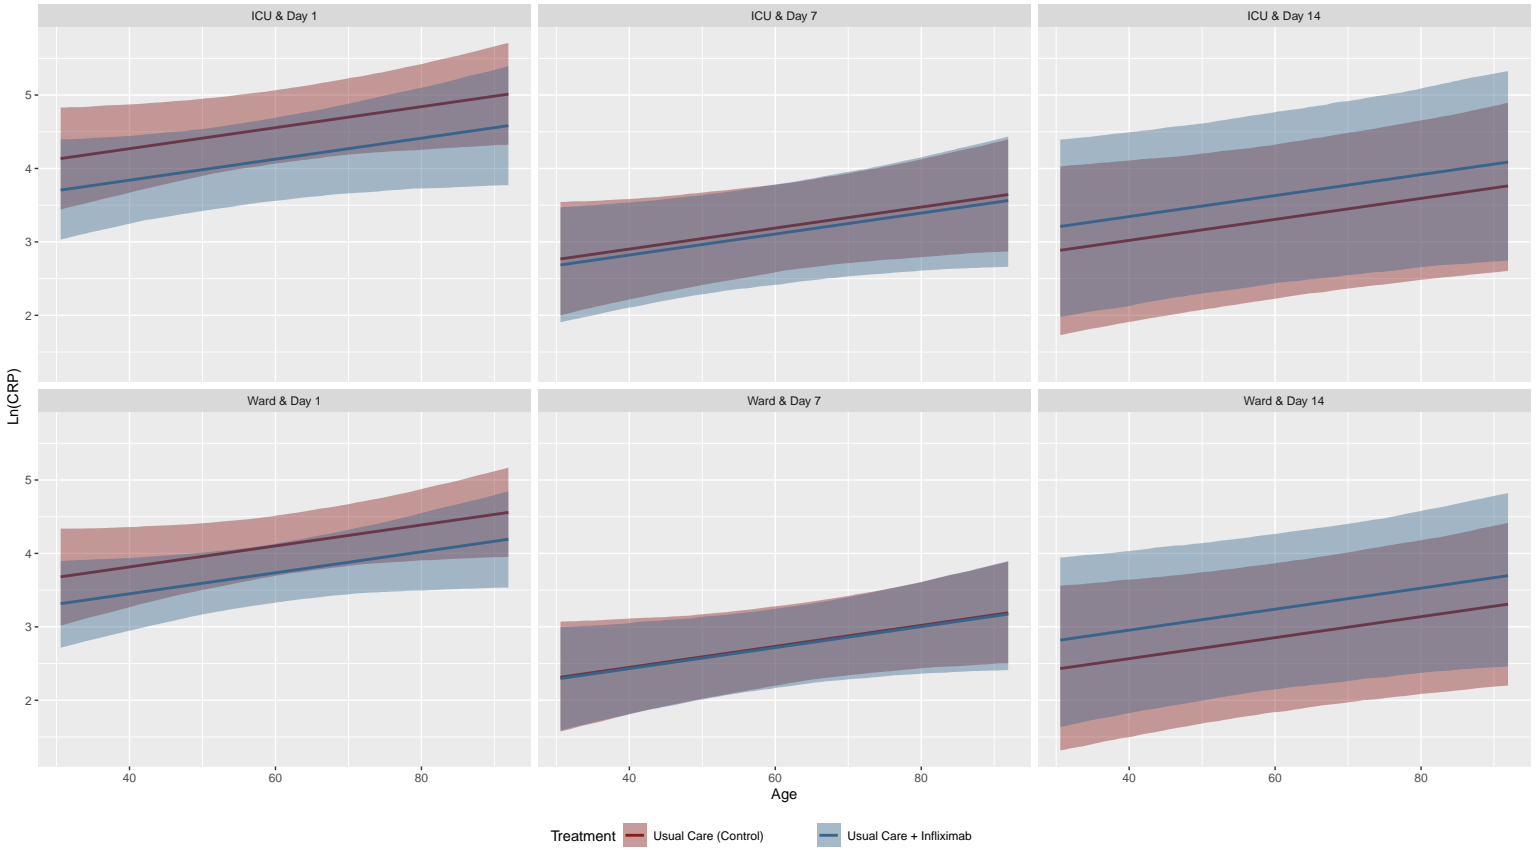 ICU & Day 1
ICU & Day 7
ICU & Day 14
5
4
3
2
Ln(CRP)
Ward & Day 1
Ward & Day 7
Ward & Day 14
5
4
3
2
40 60 80
40 60 80
40 60 80
Age
Treatment Usual Care (Control) Usual Care + Infliximab